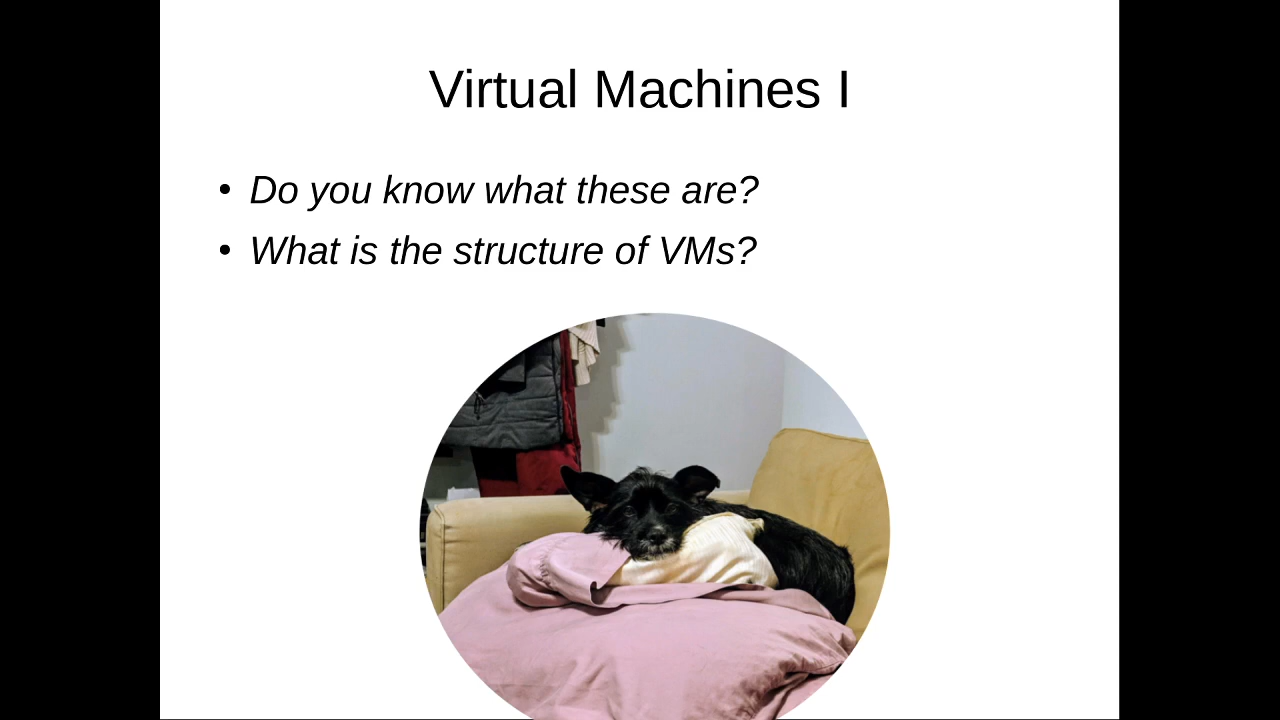 Virtual Machines I
• Do you know what these are?
• What is the structure of VMs?